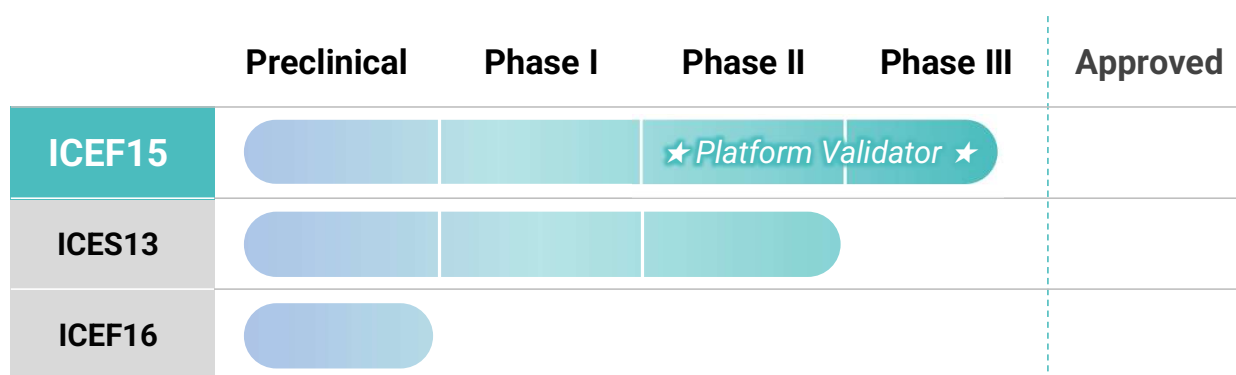 Preclinical Phase I Phase II Phase III Approved
ICEF15 ★ Platform Validator ★
ICES13
ICEF16